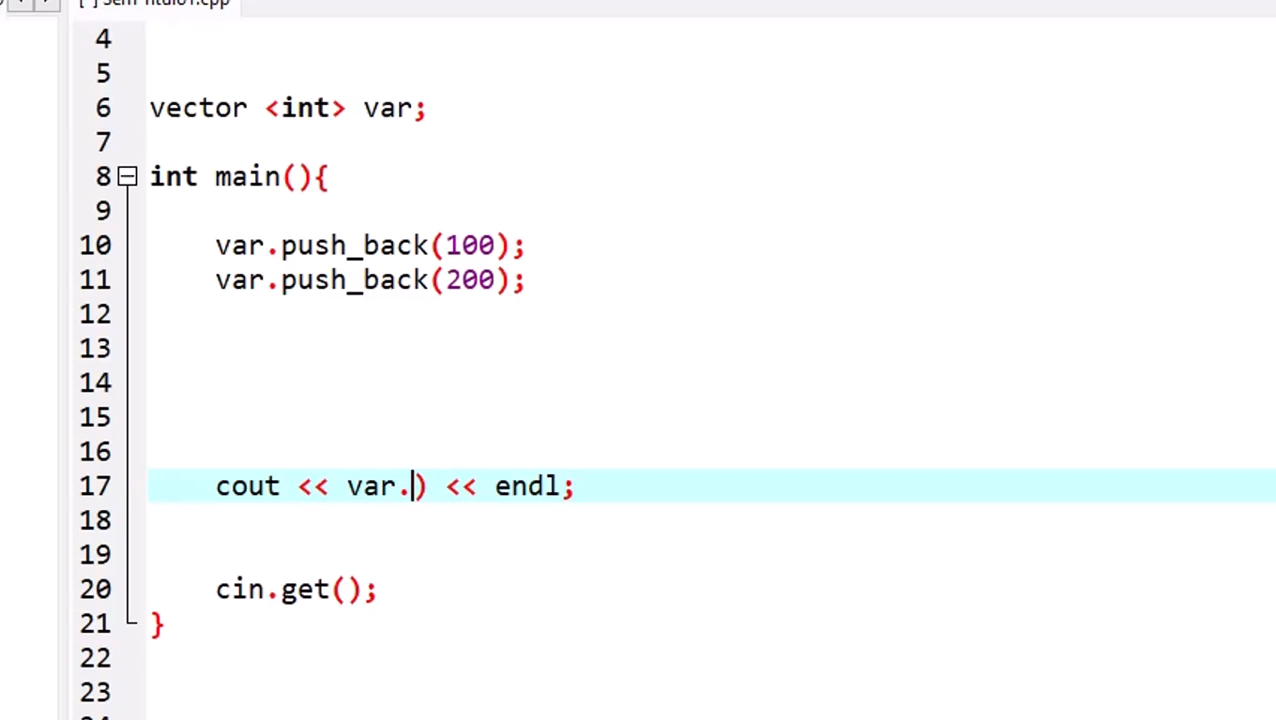 4
5
6 vector <int> var;
7
8 int main(){
9
10 var.push_back(100);
11 var.push_back(200);
12
13
14
15
16
17 cout << var.) << endl;
18
19
20 cin.get();
21 }
22
23